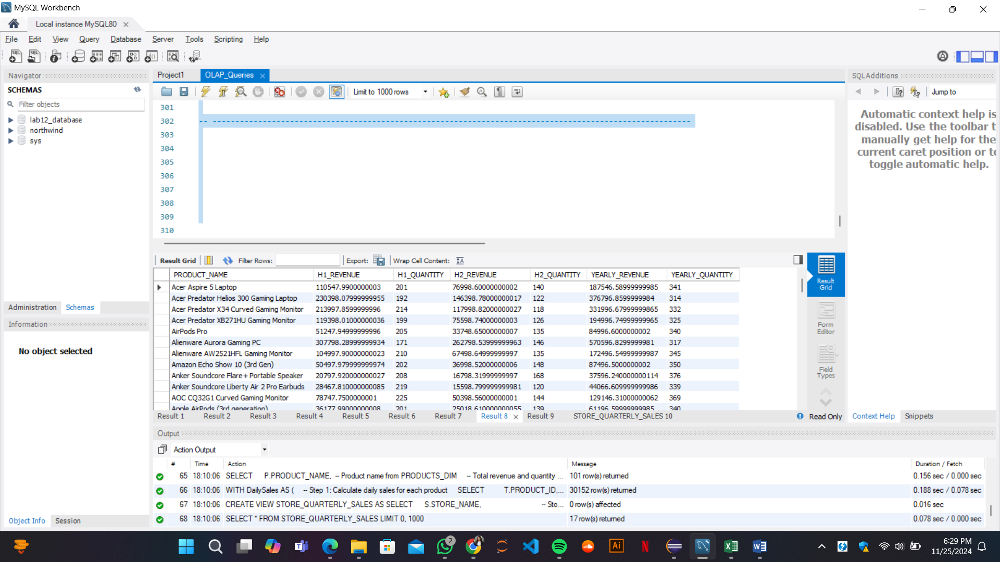 MySQL Workbench
Local instance MySQL80
File Edit View Query Database Server Tools Scripting Help
Navigator
SCHEMAS
Filter objects
lab12_database
northwind
sys
Administration Schemas
Information
No object selected
Object Info Session
Project1 OLAP_Queries
Limit to 1000 rows
301
302 -- --------------------------------------------------------------------------------------------
303
304
305
306
307
308
309
310
Result Grid Filter Rows: Export: Wrap Cell Content:
PRODUCT_NAME H1_REVENUE H1_QUANTITY H2_REVENUE H2_QUANTITY YEARLY_REVENUE YEARLY_QUANTITY
Acer Aspire 5 Laptop 110547.9900000003 201 76998.60000000002 140 187546.58999999985 341
Acer Predator Helios 300 Gaming Laptop 230398.07999999955 192 146398.78000000017 122 376796.8599999984 314
Acer Predator X34 Curved Gaming Monitor 213997.8599999996 214 117998.82000000027 118 331996.67999999865 332
Acer Predator XB271HU Gaming Monitor 119398.01000000036 199 75598.74000000003 126 194996.74999999965 325
AirPods Pro 51247.94999999996 205 33748.65000000007 135 84996.6000000002 340
Alienware Aurora Gaming PC 307798.28999999934 171 262798.53999999963 146 570596.8299999981 317
Alienware AW2521HFL Gaming Monitor 104997.90000000023 210 67498.64999999997 135 172496.54999999987 345
Amazon Echo Show 10 (3rd Gen) 50497.979999999974 202 36998.52000000006 148 87496.5000000002 350
Anker Soundcore Flare+ Portable Speaker 20797.920000000027 208 16798.31999999997 168 37596.240000000114 376
Anker Soundcore Liberty Air 2 Pro Earbuds 28467.810000000085 219 15598.799999999981 120 44066.609999999986 339
AOC CQ32G1 Curved Gaming Monitor 78747.7500000001 225 50398.56000000001 144 129146.31000000062 369
Apple AirPods (3rd generation) 36177.99000000008 201 25018.610000000055 139 61196.59999999985 340
Result Grid
Form Editor
Field Types
Result 1 Result 2 Result 3 Result 4 Result 5 Result 6 Result 7 Result 8 Result 9 STORE_QUARTERLY_SALES 10
Read Only
Output
Action Output
# Time Action Message Duration / Fetch
65 18:10:06 SELECT P.PRODUCT_NAME, -- Product name from PRODUCTS_DIM -- Total revenue and quantity ... 101 row(s) returned 0.156 sec / 0.000 sec
66 18:10:06 WITH DailySales AS ( -- Step 1: Calculate daily sales for each product SELECT T.PRODUCT_ID,... 30152 row(s) returned 0.188 sec / 0.078 sec
67 18:10:06 CREATE VIEW STORE_QUARTERLY_SALES AS SELECT S.STORE_NAME, -- Sto... 0 row(s) affected 0.016 sec
68 18:10:06 SELECT * FROM STORE_QUARTERLY_SALES LIMIT 0, 1000 17 row(s) returned 0.078 sec / 0.000 sec
SQLAdditions
Jump to
Automatic context help is
disabled. Use the toolbar t
manually get help for the
current caret position or to
toggle automatic help.
Context Help Snippets
2
6:29 PM
11/25/2024